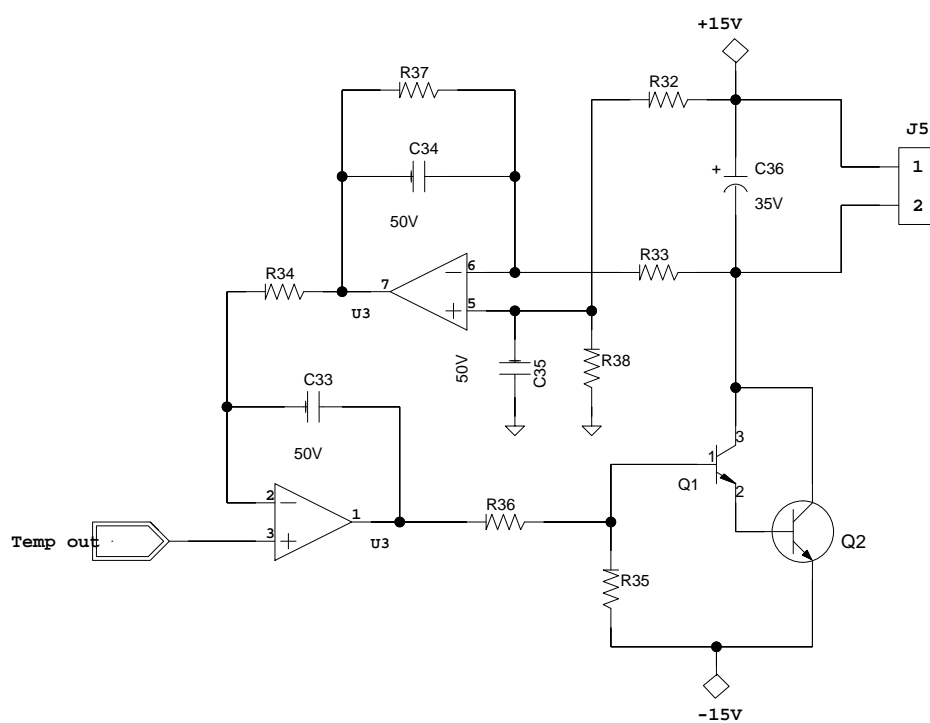 +15V
R37
R32
J5
C34
+
C36
1
50V
35V
2
R33
R34
6
7
5
U3
50V
C35
R38
C33
50V
3
1
Q1
2
2
1
R36
Temp out
3
U3
Q2
R35
-15V